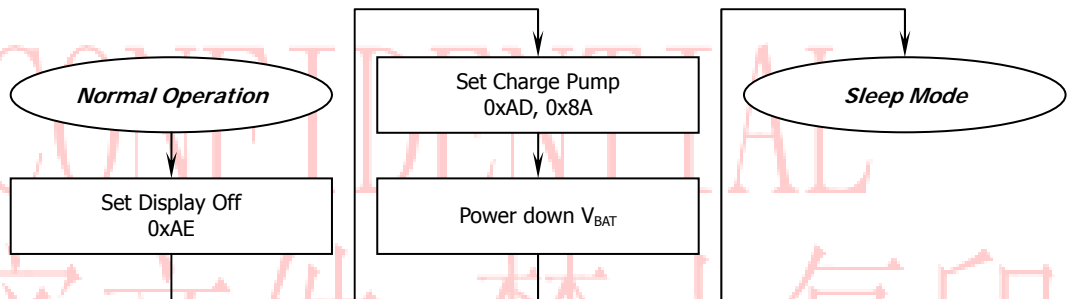 CONFIDENTIAL
Normal Operation
Set Display Off
0xAE
Set Charge Pump
0xAD, 0x8A
Power down VBAT
Sleep Mode